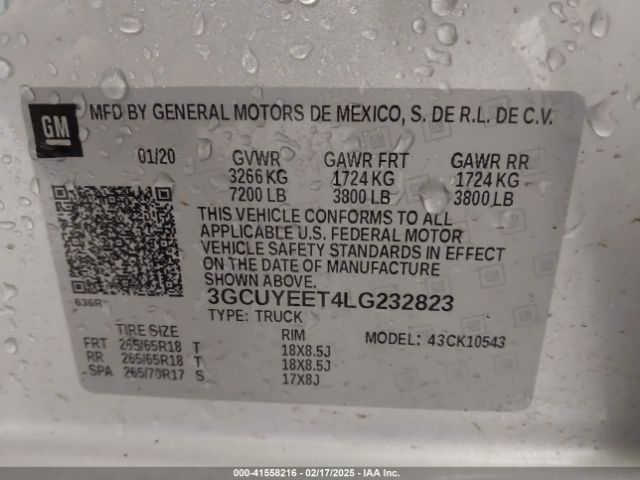 GM MFD BY GENERAL MOTORS DE MEXICO, S. DE R.L. DE C.V.
01/20 GVWR GAWR FRT GAWR RR
3266 KG 1724 KG 1724 KG
7200 LB 3800 LB 3800 LB
THIS VEHICLE CONFORMS TO ALL
APPLICABLE U.S. FEDERAL MOTOR
VEHICLE SAFETY STANDARDS IN EFFECT
ON THE DATE OF MANUFACTURE
SHOWN ABOVE.
636R 3GCUYEET4LG232823
TYPE: TRUCK
TIRE SIZE RIM MODEL: 43CK10543
FRT 265/65R18 T 18X8.5J
RR 265/65R18 T 18X8.5J
SPA 265/70R17 S 17X8J
000-41558216 - 02/17/2025 - IAA Inc.